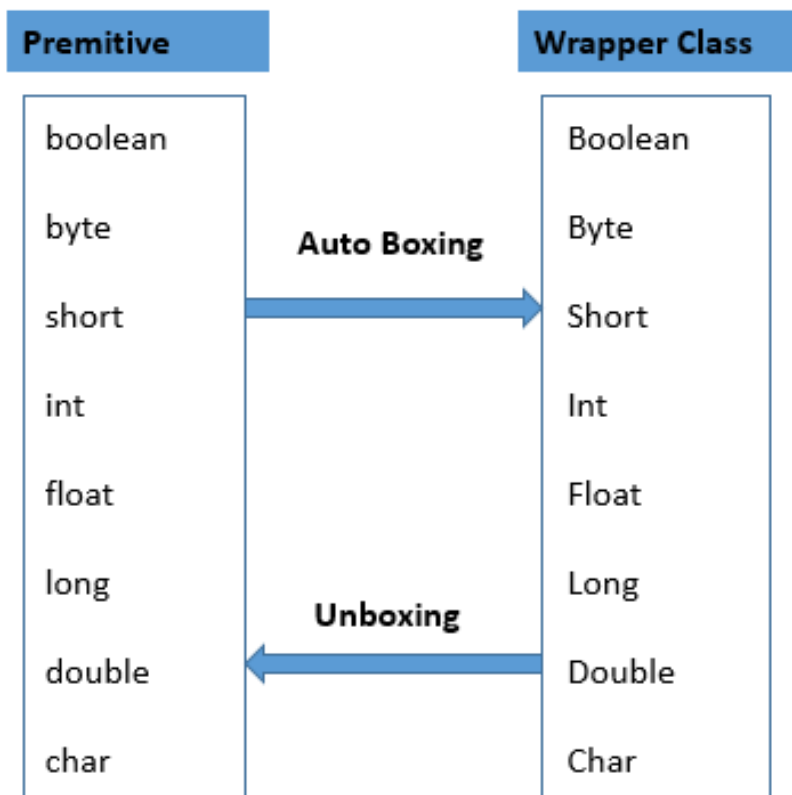 Premitive
Wrapper Class
boolean
Boolean
byte
Byte
Auto Boxing
short
Short
int
Int
float
Float
long
Long
Unboxing
double
Double
char
Char